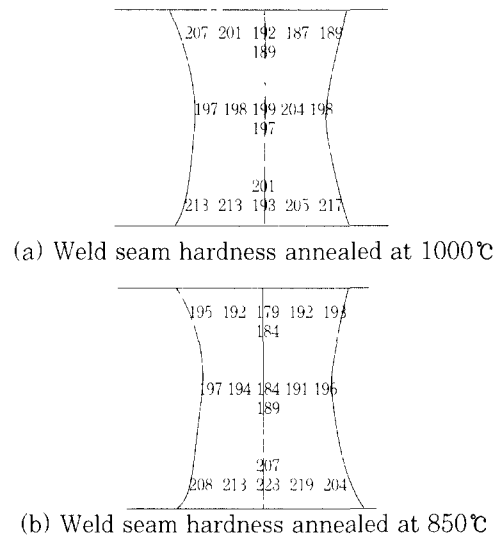 207 201 192 187 189
189
197 198 199 204 198
197
201
213 213 193 205 217
(a) Weld seam hardness annealed at 1000℃
195 192 179 192 193
184
197 194 184 191 196
189
207
208 213 223 219 204
(b) Weld seam hardness annealed at 850℃